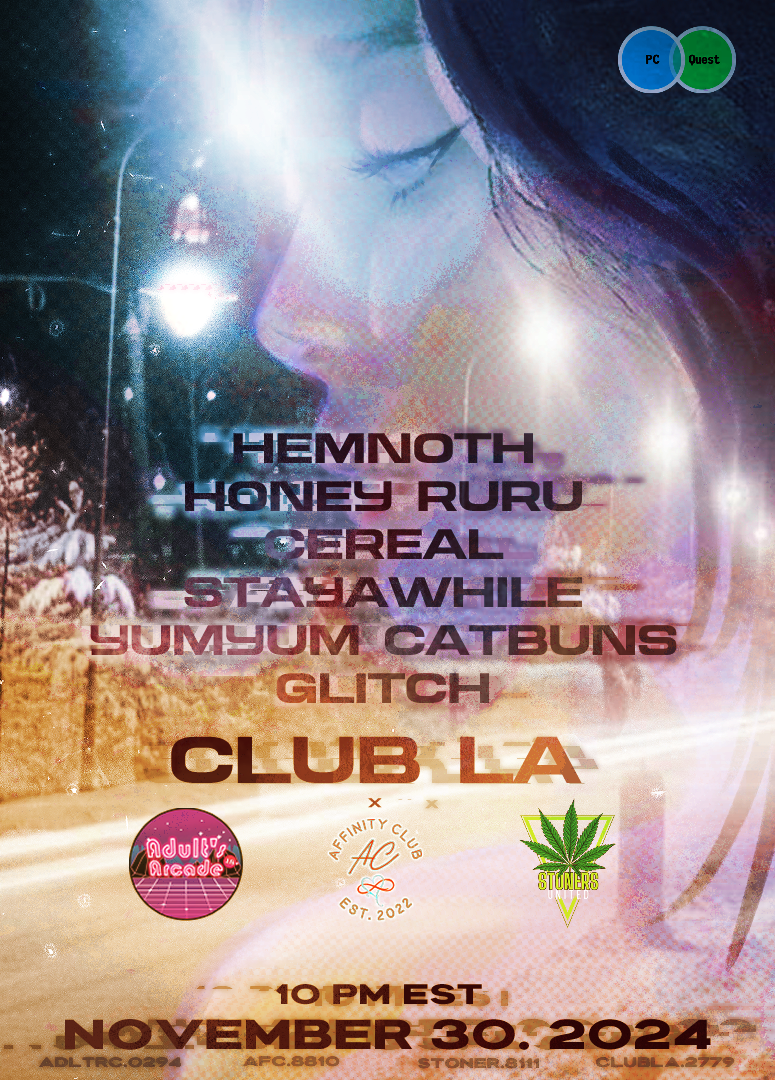 PC Quest
HEMNOTH
HONEY RURU
CEREAL
STAYAWHILE
YUMYUM CATBUNS
GLITCH
CLUB LA
X
Adult's Arcade
AFFINITY CLUB
AC
EST. 2022
STONERS
UNITED
10 PM EST
NOVEMBER 30. 2024
ADLTRC.0294 AFC.8810 STONER.8111 CLUBLA.2779